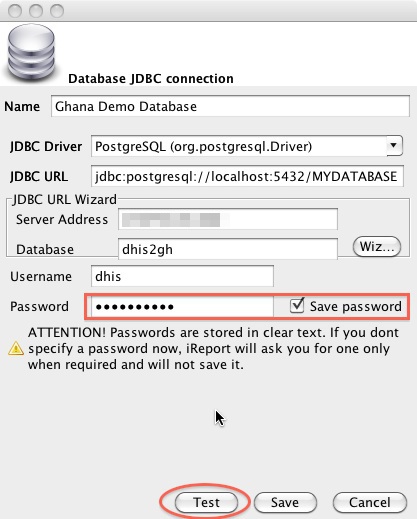 Database JDBC connection
Name Ghana Demo Database
JDBC Driver PostgreSQL (org.postgresql.Driver)
JDBC URL jdbc:postgresql://localhost:5432/MYDATABASE
JDBC URL Wizard
Server Address
Database dhis2gh Wiz...
Username dhis
Password ●●●●●●●●●● Save password
ATTENTION! Passwords are stored in clear text. If you dont
specify a password now, iReport will ask you for one only
when required and will not save it.
Test Save Cancel